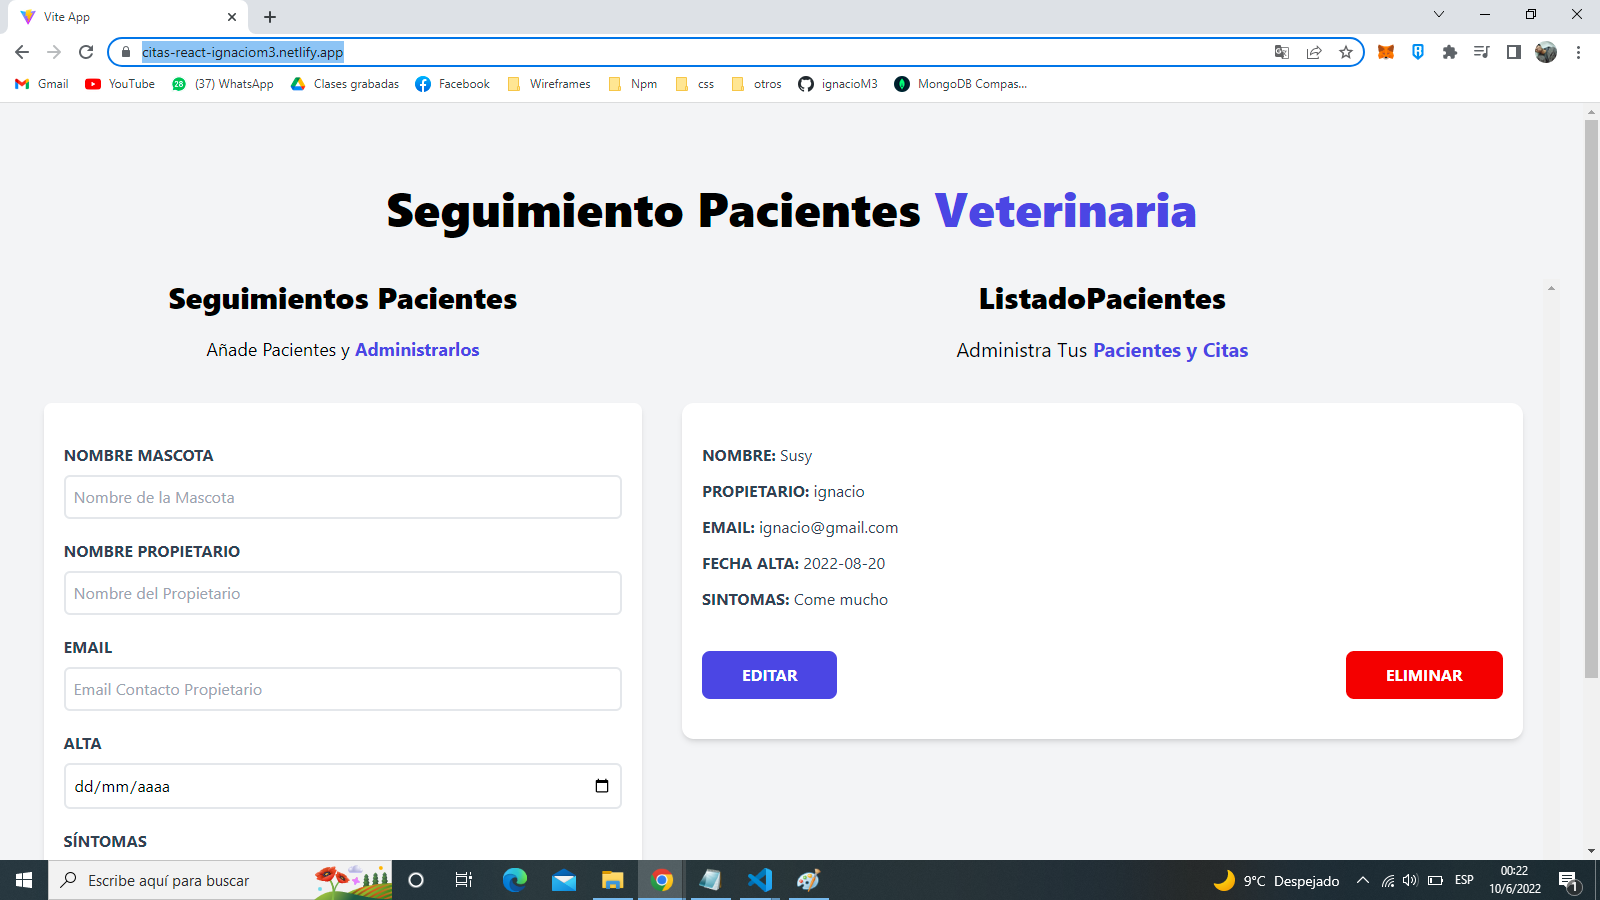 Vite App
citas-react-ignaciom3.netlify.app
Gmail
YouTube
28
(37) WhatsApp
Clases grabadas
Facebook
Wireframes
Npm
css
otros
ignacioM3
MongoDB Compas...
Seguimiento Pacientes Veterinaria
Seguimientos Pacientes
Añade Pacientes y Administrarlos
NOMBRE MASCOTA
Nombre de la Mascota
NOMBRE PROPIETARIO
Nombre del Propietario
EMAIL
Email Contacto Propietario
ALTA
dd/mm/aaaa
SÍNTOMAS
ListadoPacientes
Administra Tus Pacientes y Citas
NOMBRE: Susy
PROPIETARIO: ignacio
EMAIL: ignacio@gmail.com
FECHA ALTA: 2022-08-20
SINTOMAS: Come mucho
EDITAR
ELIMINAR
Escribe aquí para buscar
9°C Despejado
ESP
00:22
10/6/2022
1